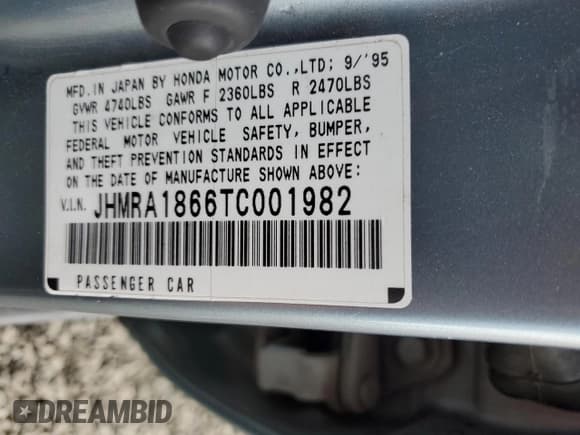 MFD. IN JAPAN BY HONDA MOTOR CO.,LTD; 9/'95
GVWR 4740LBS GAWR F 2360LBS R 2470LBS
THIS VEHICLE CONFORMS TO ALL APPLICABLE
FEDERAL MOTOR VEHICLE SAFETY, BUMPER,
AND THEFT PREVENTION STANDARDS IN EFFECT
ON THE DATE OF MANUFACTURE SHOWN ABOVE:
V.I.N. JHMRA1866TC001982
PASSENGER CAR
DREAMBID